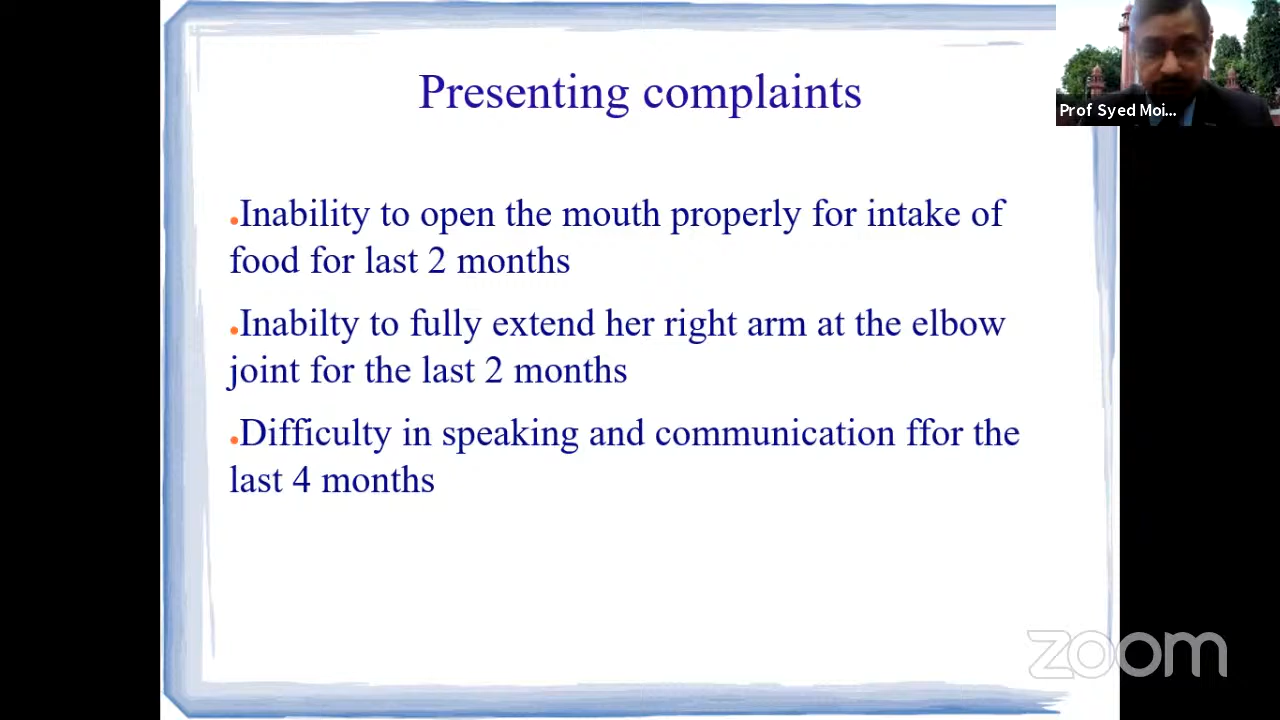 Presenting complaints
Prof Syed Moi...
•Inability to open the mouth properly for intake of
food for last 2 months
•Inabilty to fully extend her right arm at the elbow
joint for the last 2 months
•Difficulty in speaking and communication ffor the
last 4 months
zoom